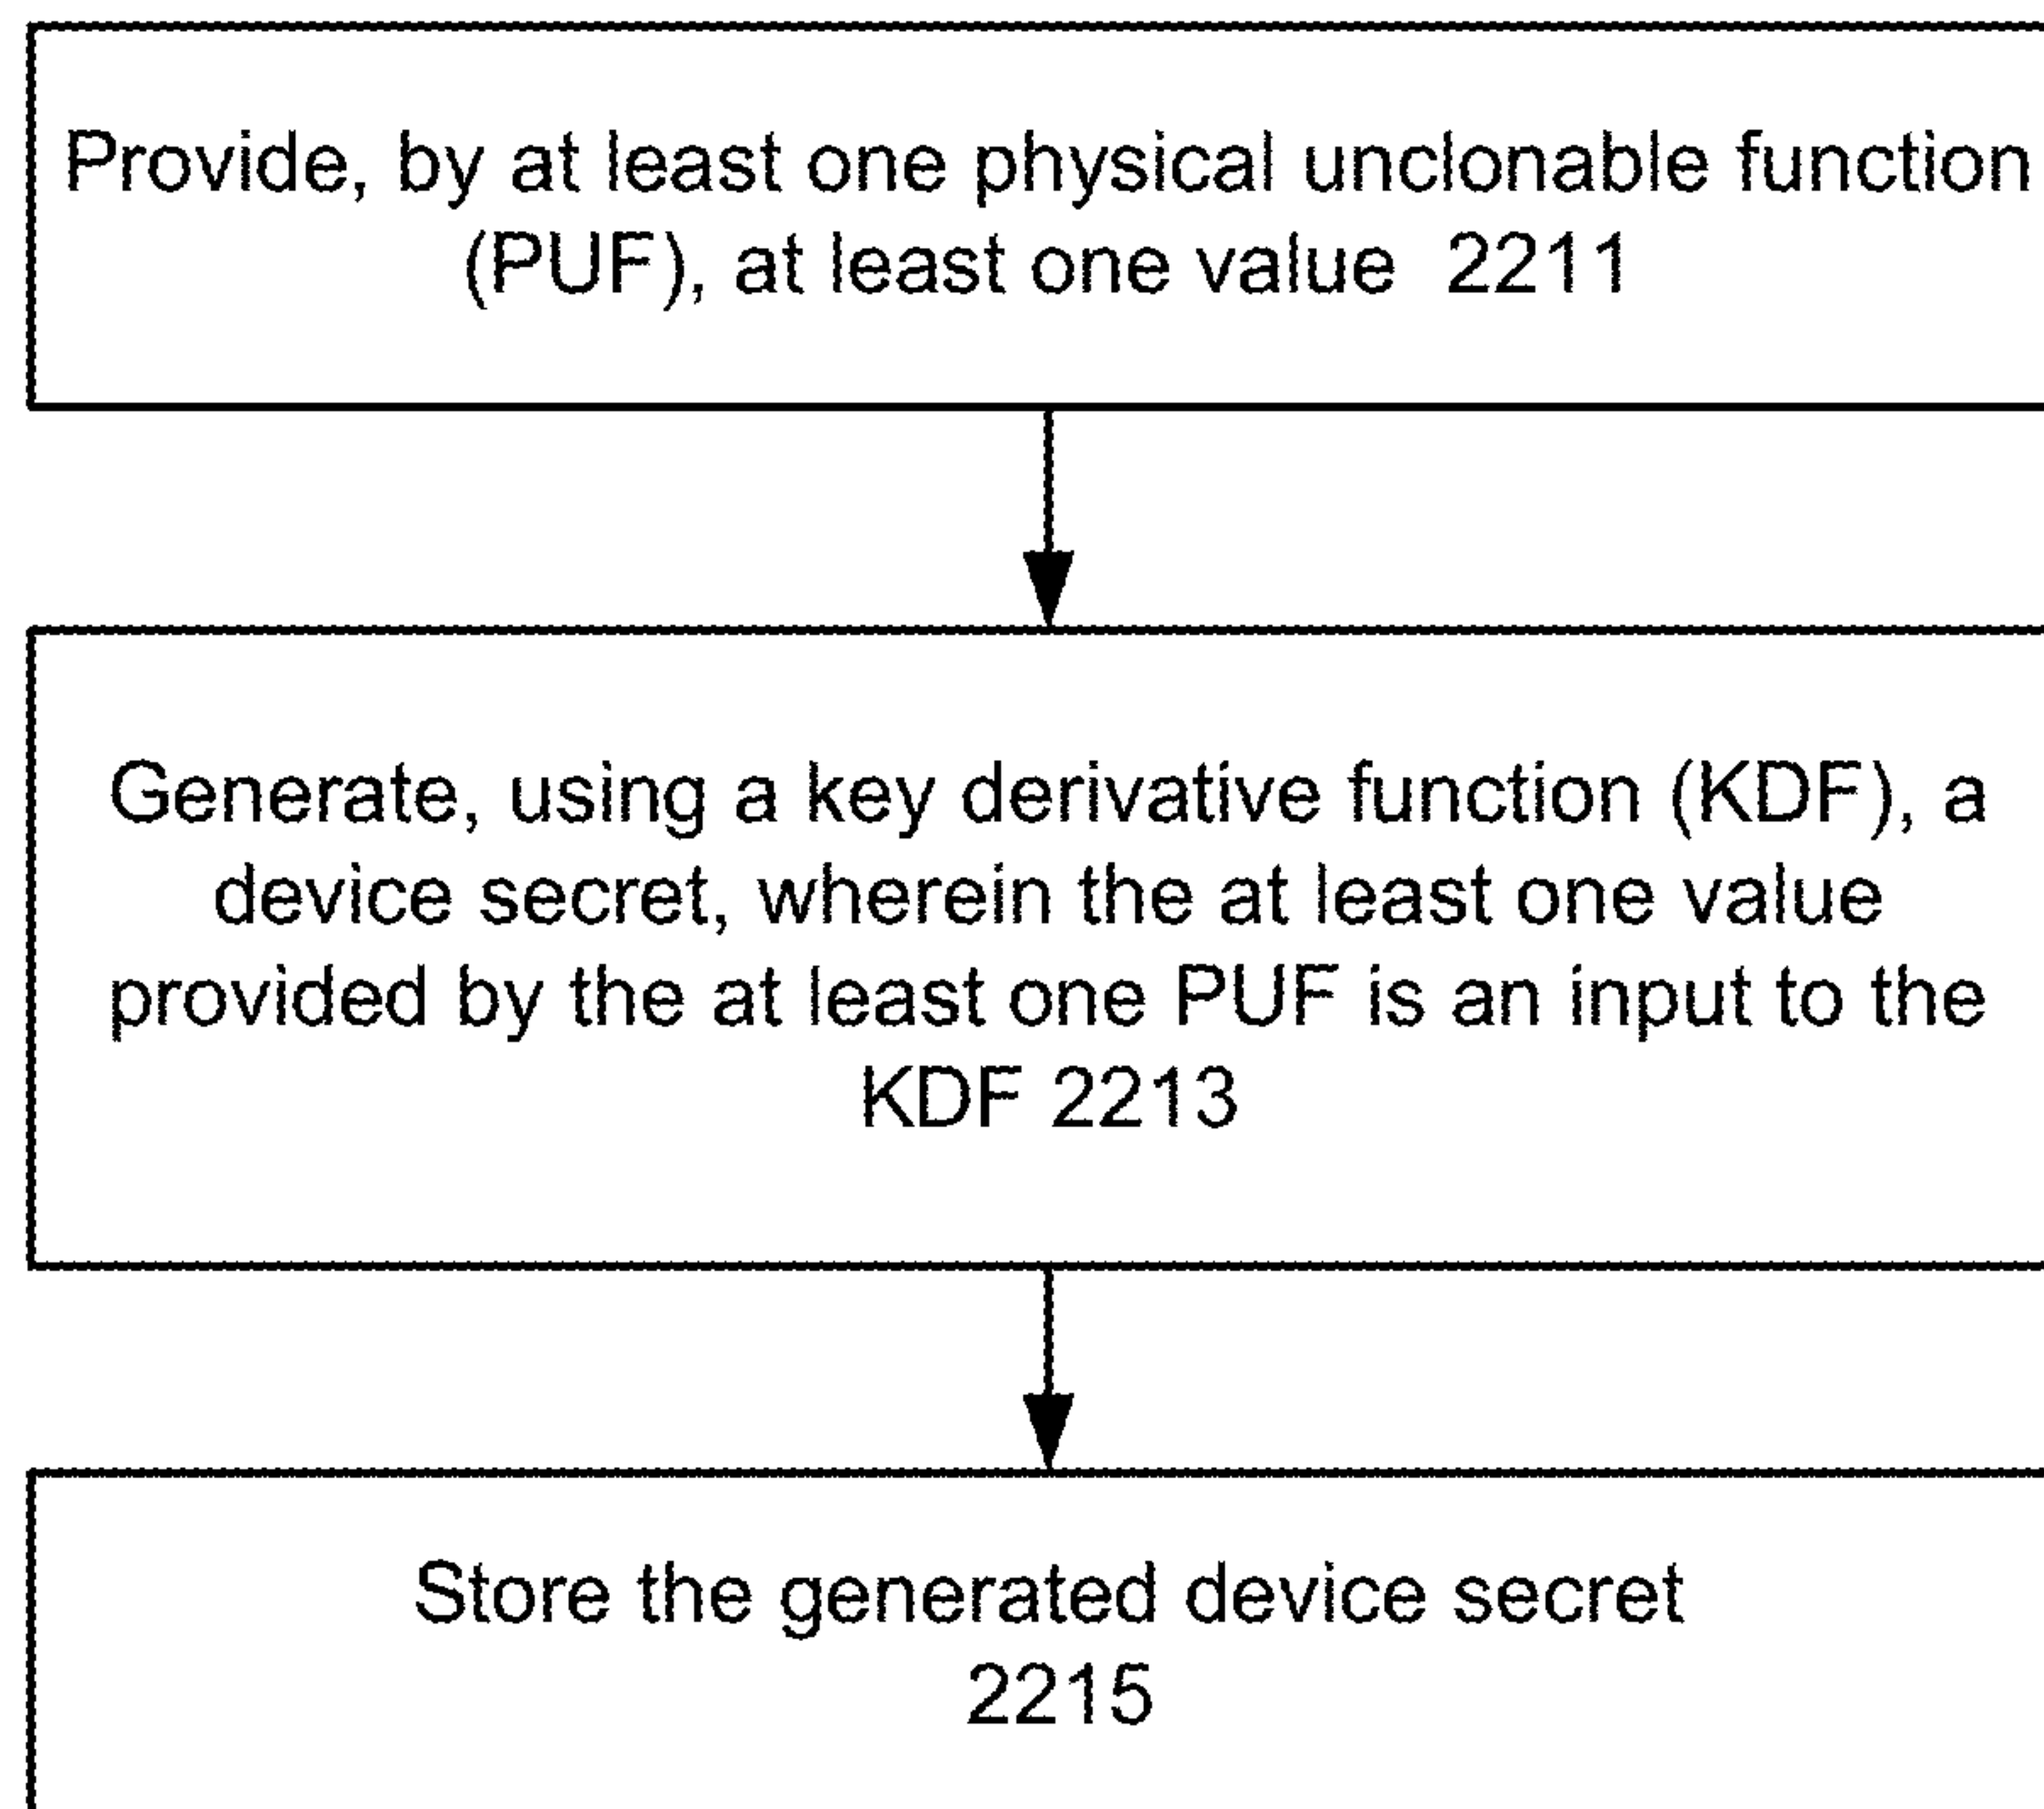 Provide, by at least one physical unclonable function
(PUF), at least one value 2211
Generate, using a key derivative function (KDF), a
device secret, wherein the at least one value
provided by the at least one PUF is an input to the
KDF 2213
Store the generated device secret
2215